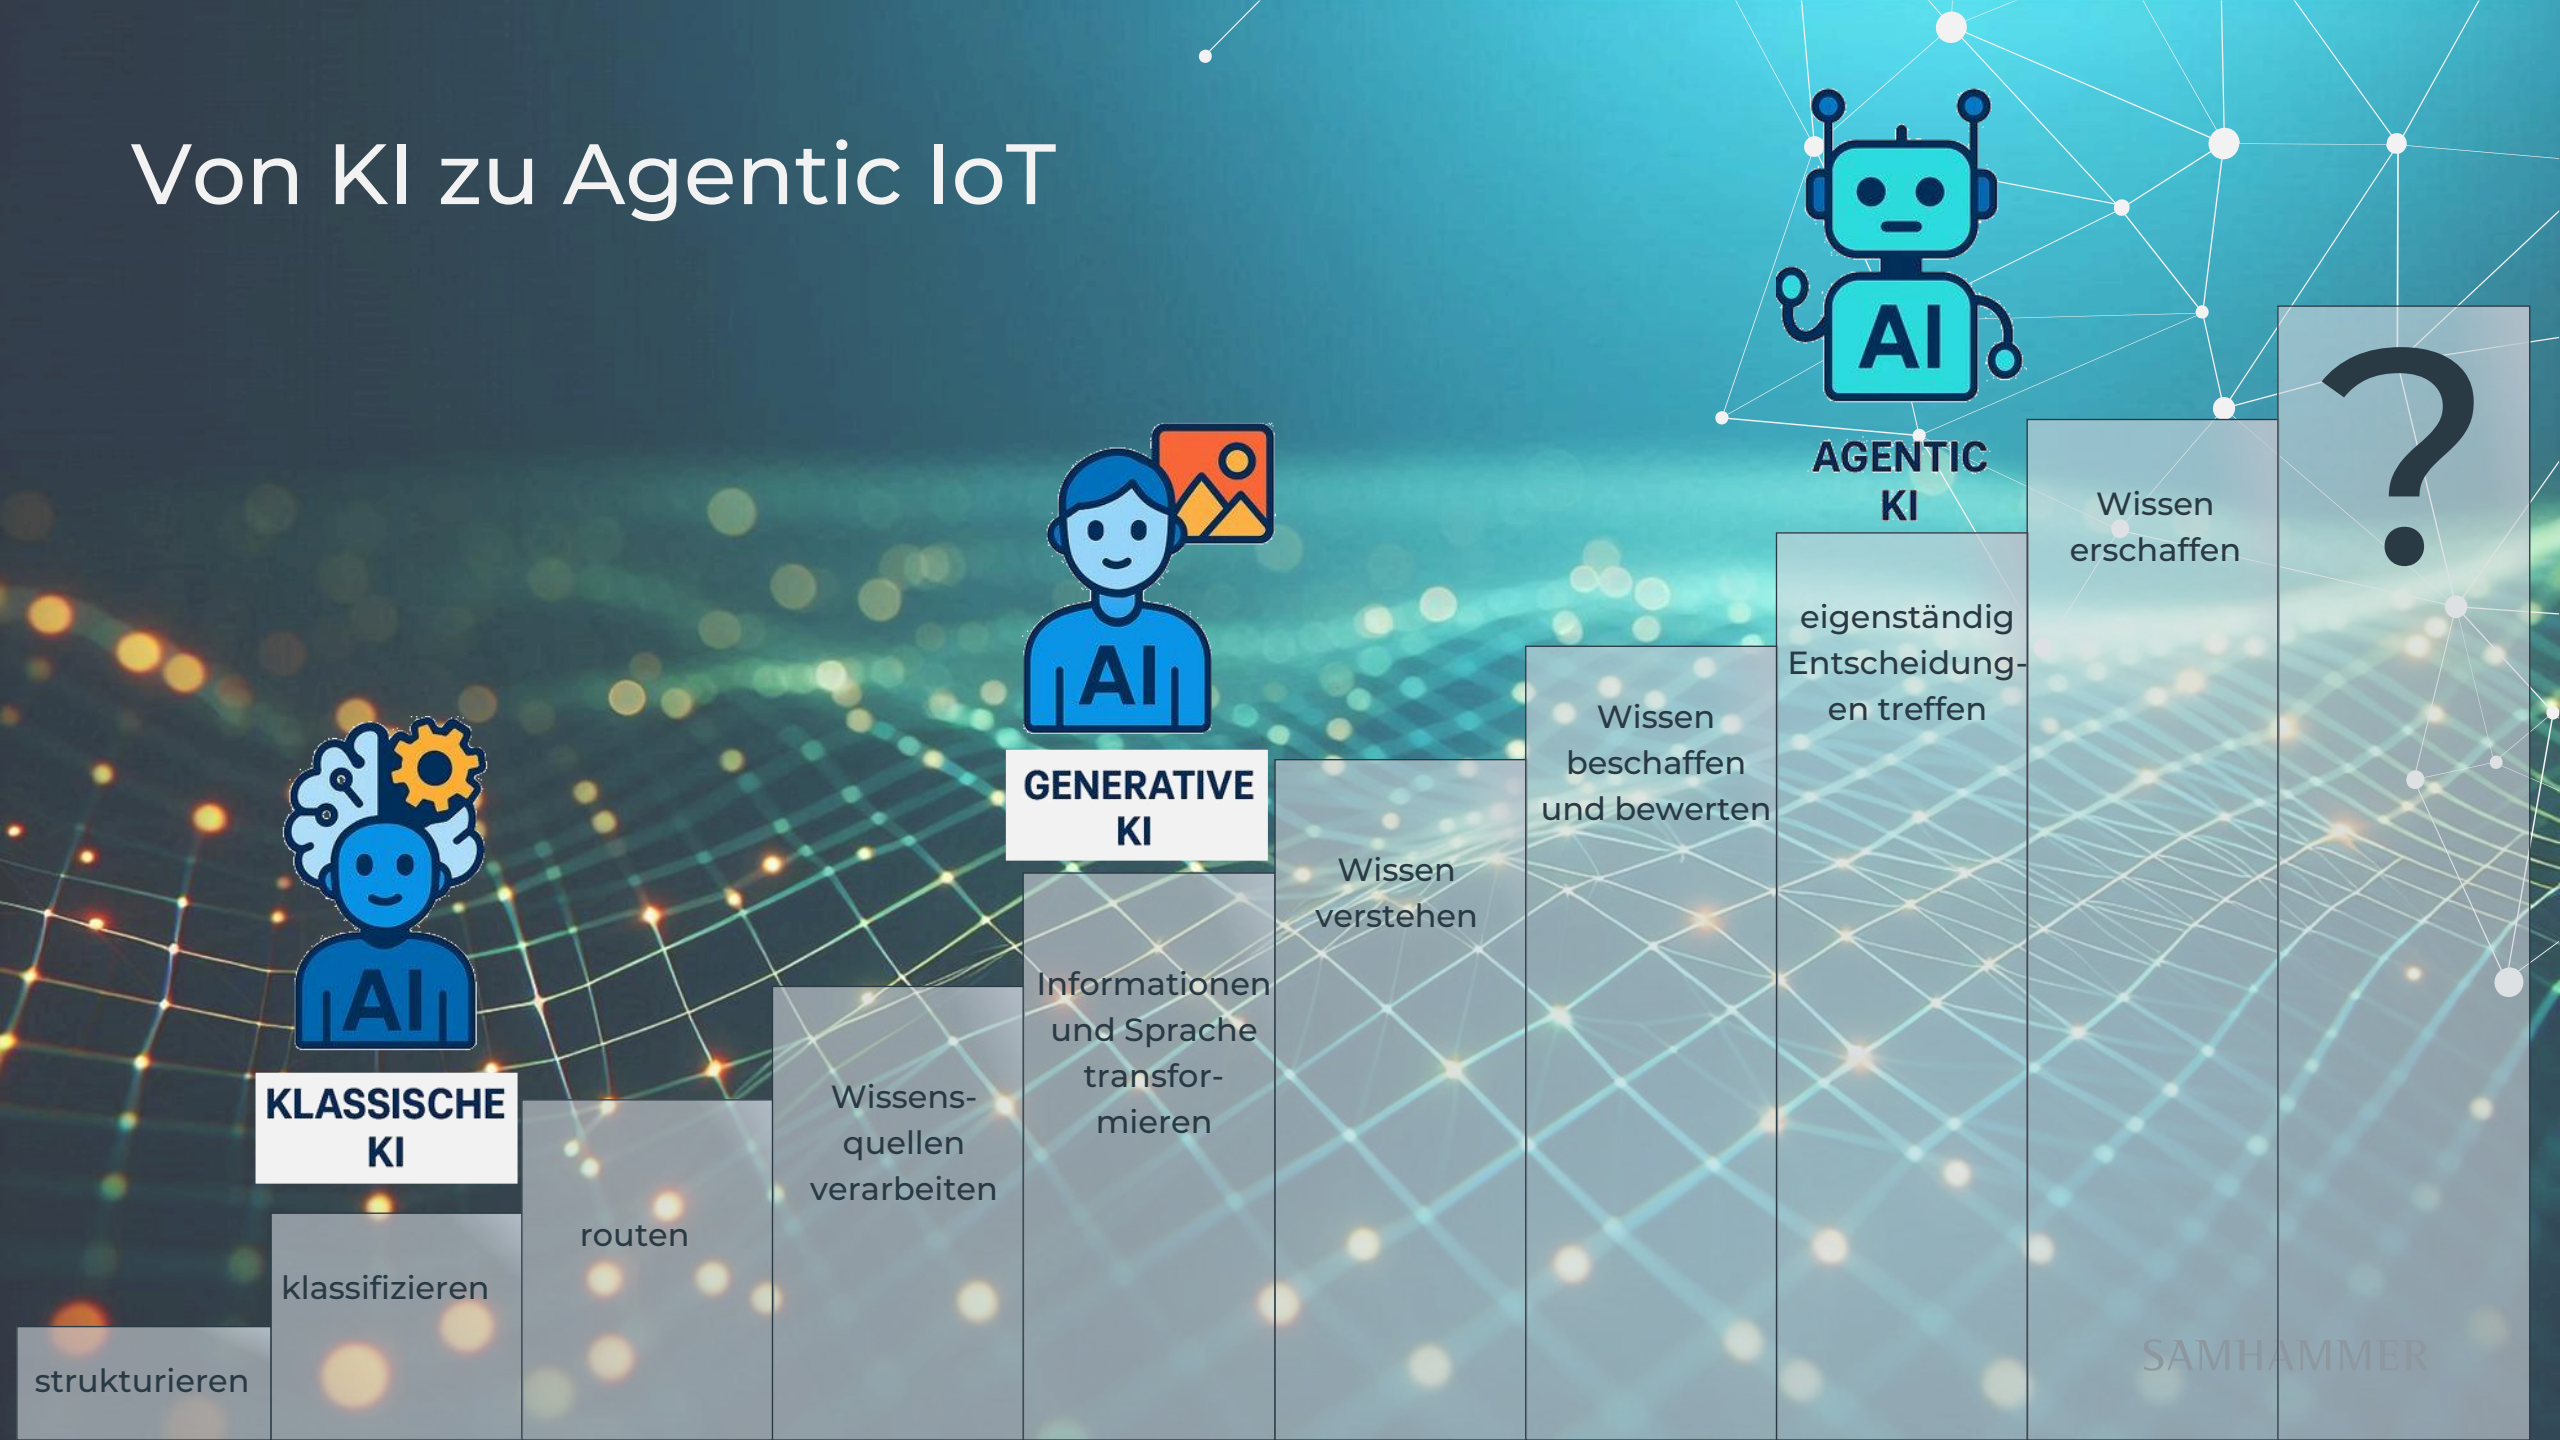 Von KI zu Agentic IoT
strukturieren
AI
KLASSISCHE
KI
klassifizieren
routen
Wissens-
quellen
verarbeiten
AI
GENERATIVE
KI
Informationen
und Sprache
transfor-
mieren
Wissen
verstehen
Wissen
beschaffen
und bewerten
AI
AGENTIC
KI
eigenständig
Entscheidung-
en treffen
Wissen
erschaffen
?
SAMHAMMER